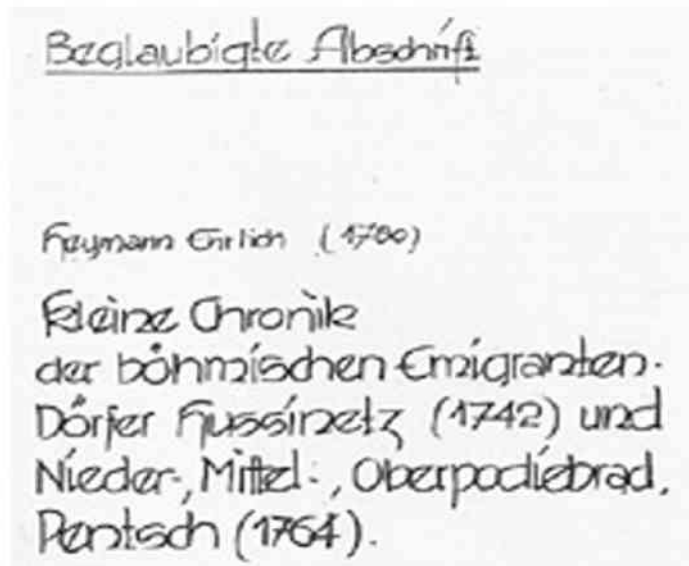 Beglaubigte Abschrift
Heymann Ehrlich (1780)
Kleine Chronik
der böhmischen Emigranten-
Dörfer Hussinetz (1742) und
Nieder-, Mittel-, Oberpodiebrad,
Pentsch (1764).